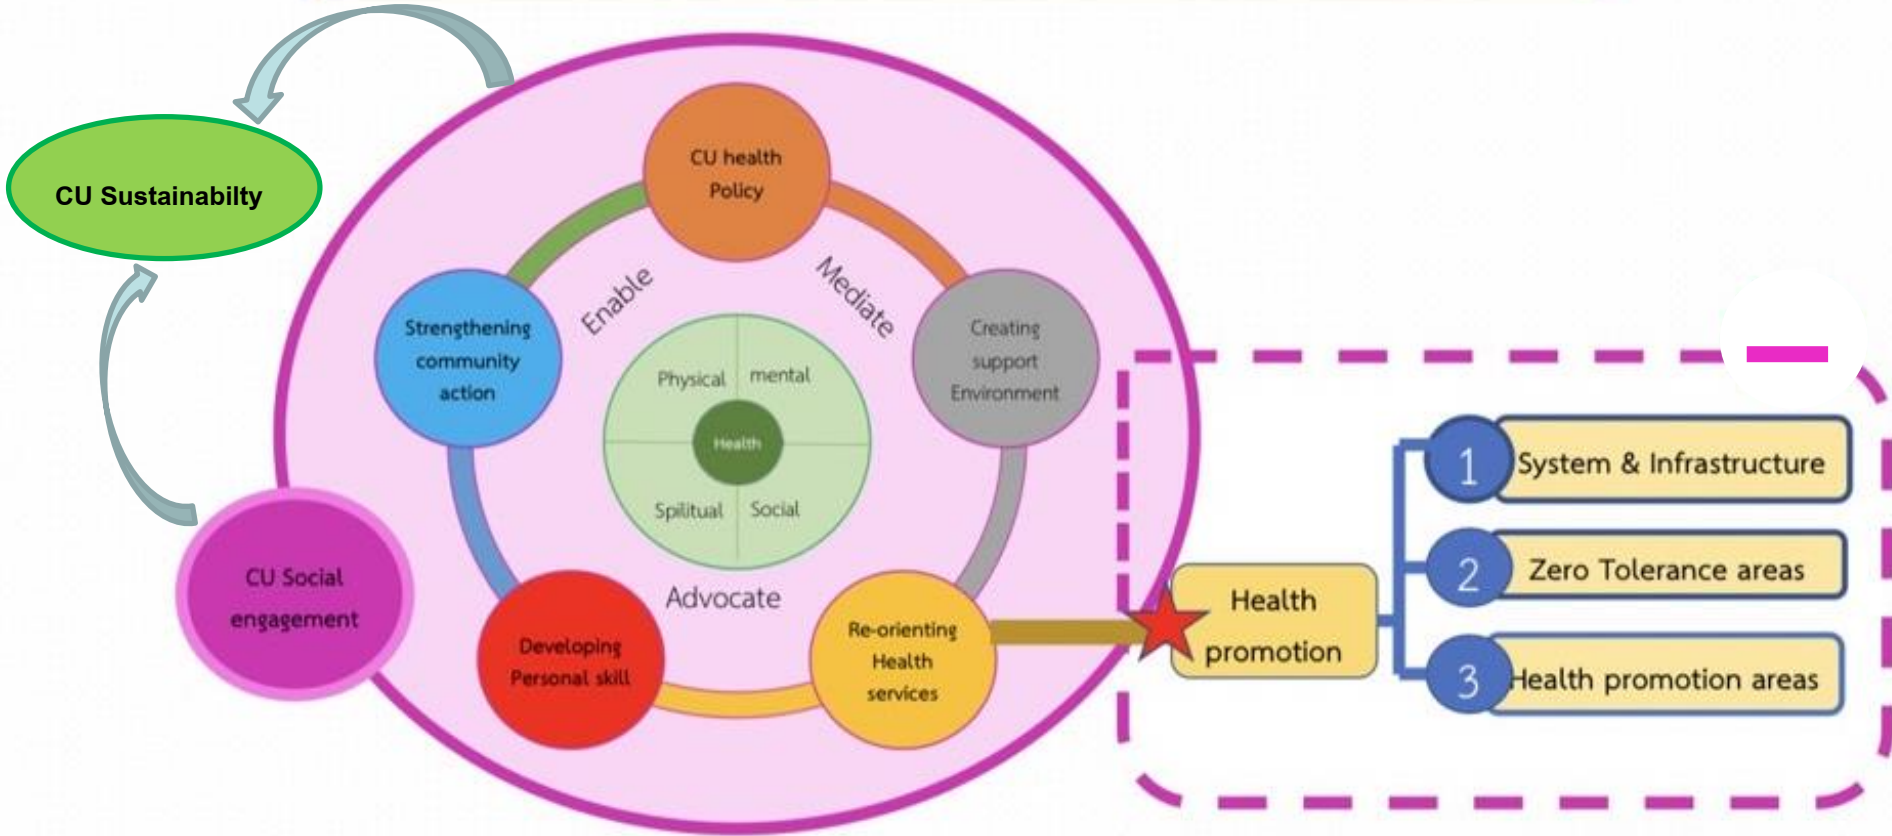 CU Sustainabilty
CU health
Policy
Enable
Mediate
Strengthening
community
action
Creating
support
Environment
Physical
mental
Health
Spilitual
Social
Advocate
CU Social
engagement
Developing
Personal skill
Re-orienting
Health
services
Health
promotion
1
System & Infrastructure
2
Zero Tolerance areas
3
Health promotion areas